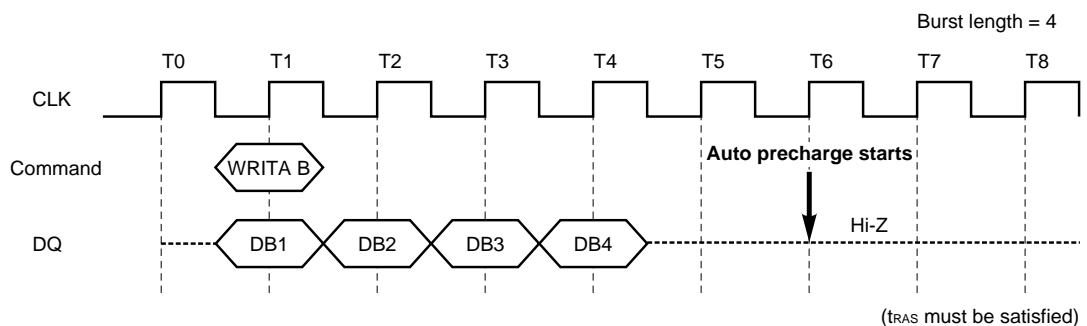 Burst length = 4
T0 T1 T2 T3 T4 T5 T6 T7 T8
CLK
Auto precharge starts
Command WRITA B
Hi-Z
DQ DB1 DB2 DB3 DB4
(tRAS must be satisfied)